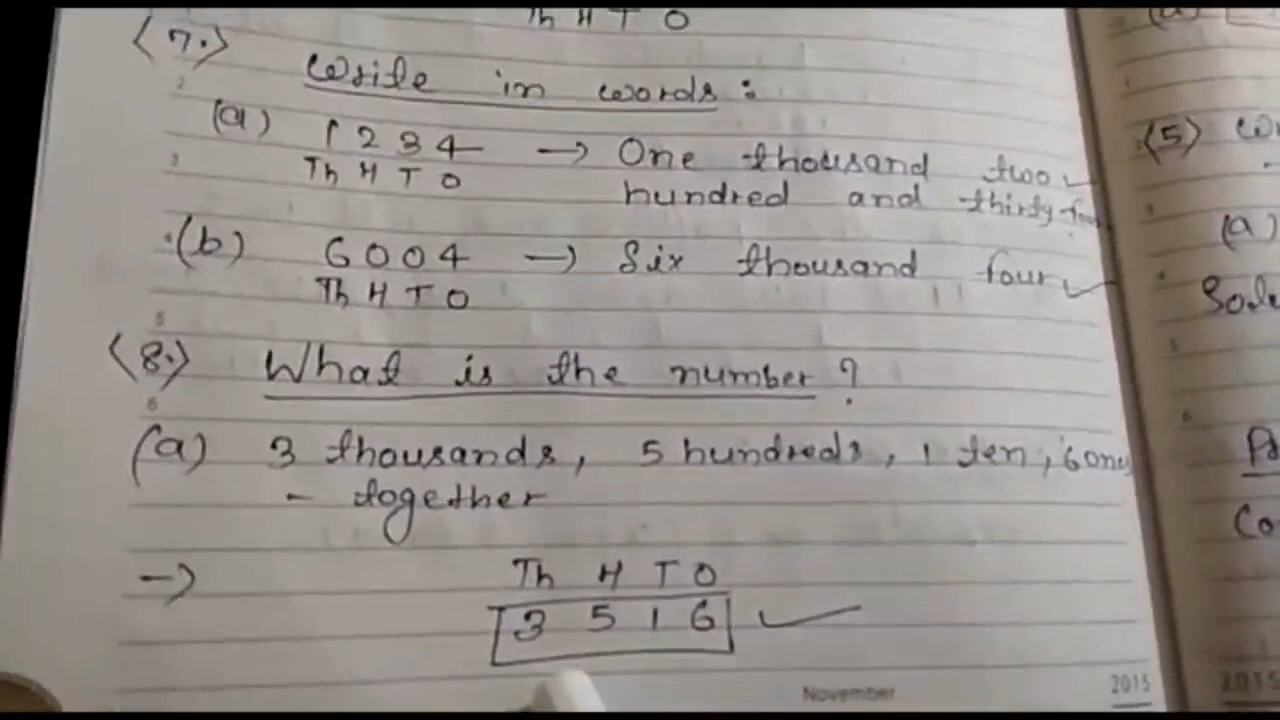 Th H T O
(7.)
Write in words :
(a) 1 2 3 4 → One thousand two
Th H T O hundred and thirty-four
(b) 6 0 0 4 → Six thousand four
Th H T O
(8.) What is the number ?
(a) 3 thousands, 5 hundreds, 1 ten, 6 ones
- together
→ Th H T O
3 5 1 6
November 2015
(5)
(a)
2015